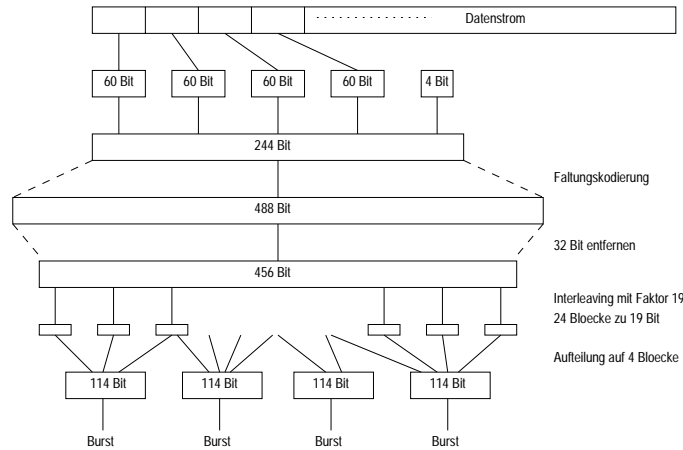 Datenstrom
60 Bit 60 Bit 60 Bit 60 Bit 4 Bit
244 Bit
Faltungskodierung
488 Bit
32 Bit entfernen
456 Bit
Interleaving mit Faktor 19
24 Bloecke zu 19 Bit
Aufteilung auf 4 Bloecke
114 Bit 114 Bit 114 Bit 114 Bit
Burst Burst Burst Burst